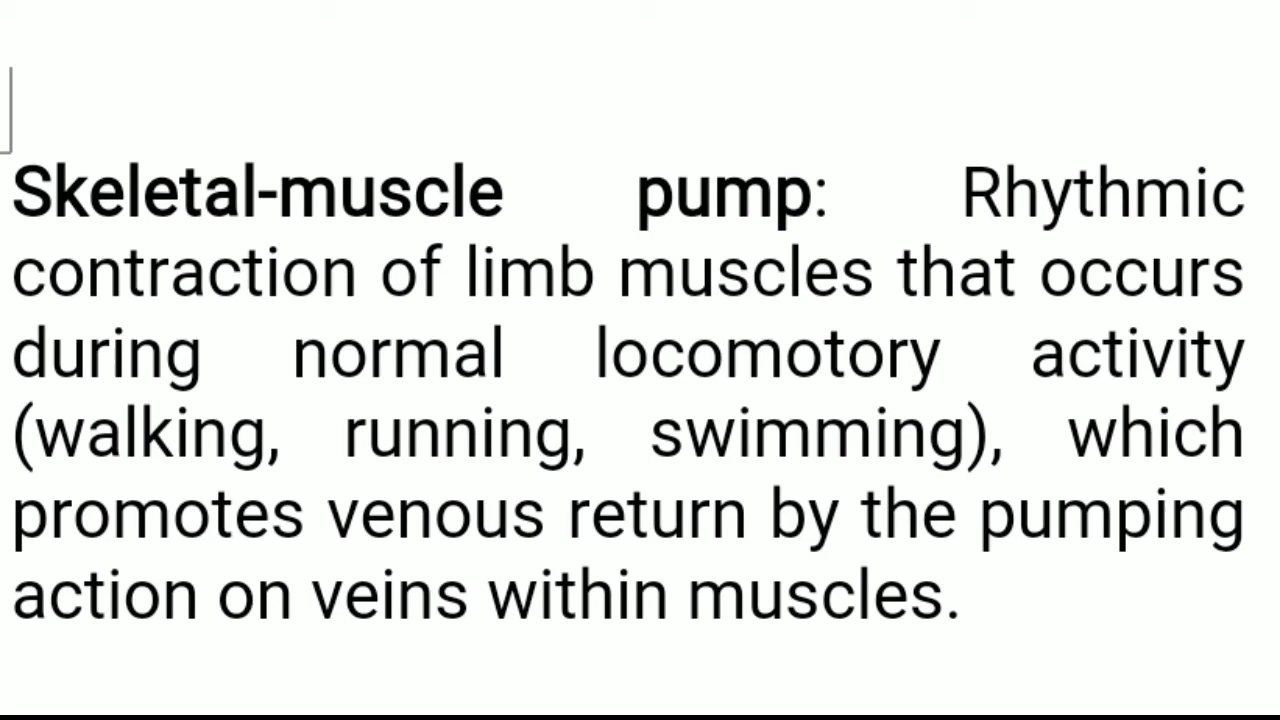 Skeletal-muscle pump: Rhythmic
contraction of limb muscles that occurs
during normal locomotory activity
(walking, running, swimming), which
promotes venous return by the pumping
action on veins within muscles.